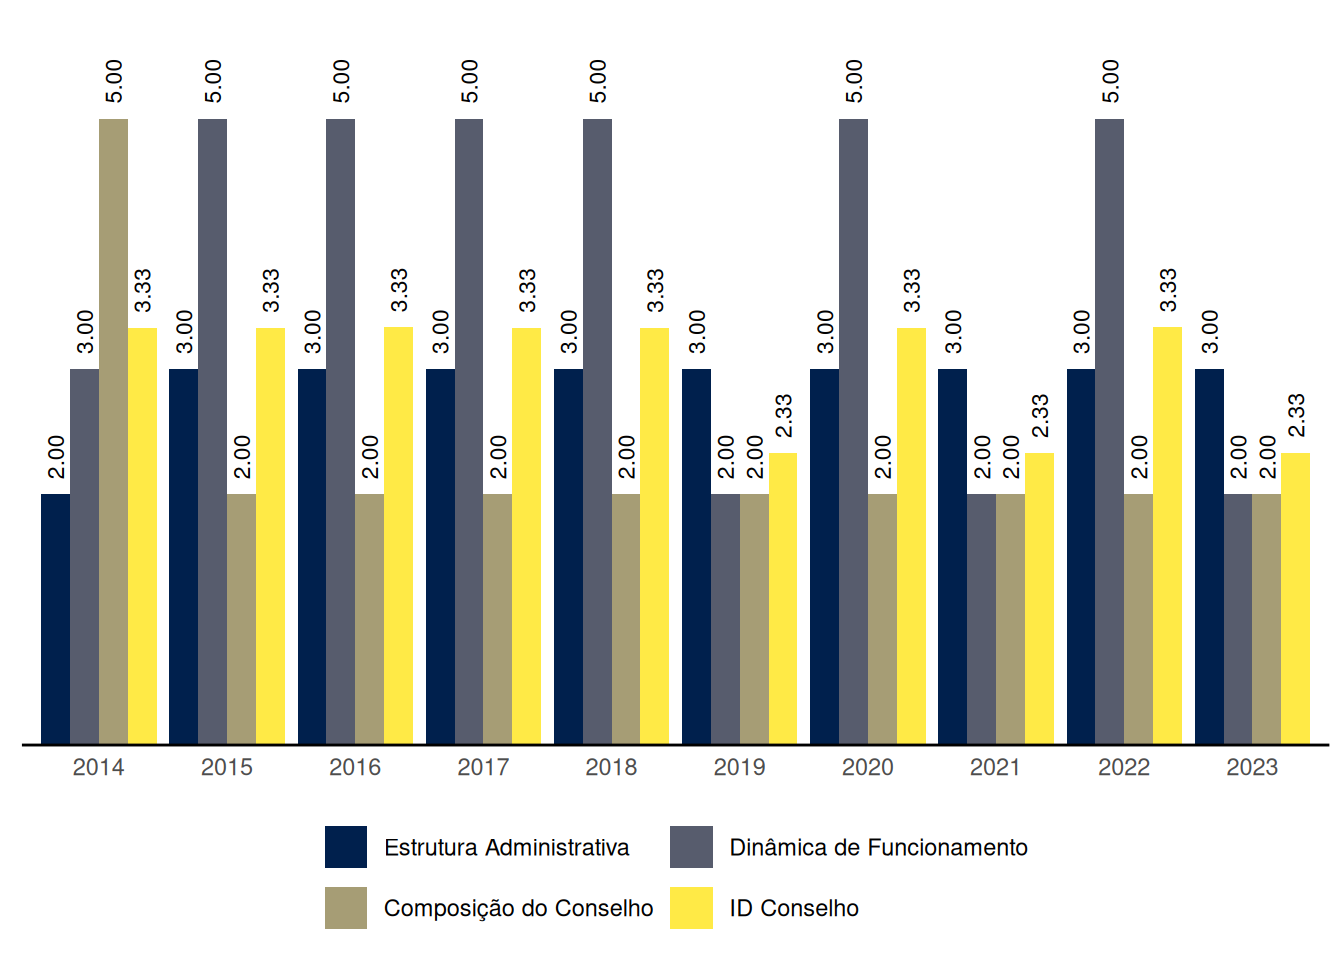 5.00 5.00 5.00 5.00 5.00 5.00 5.00
3.33 3.33 3.33 3.33 3.33 3.33 3.33
3.00 3.00 3.00 3.00 3.00 3.00 3.00 3.00 3.00 3.00
2.33 2.33 2.33
2.00 2.00 2.00 2.00 2.00 2.00 2.00 2.00 2.00 2.00 2.00 2.00 2.00
2014 2015 2016 2017 2018 2019 2020 2021 2022 2023
Estrutura Administrativa Dinâmica de Funcionamento
Composição do Conselho ID Conselho